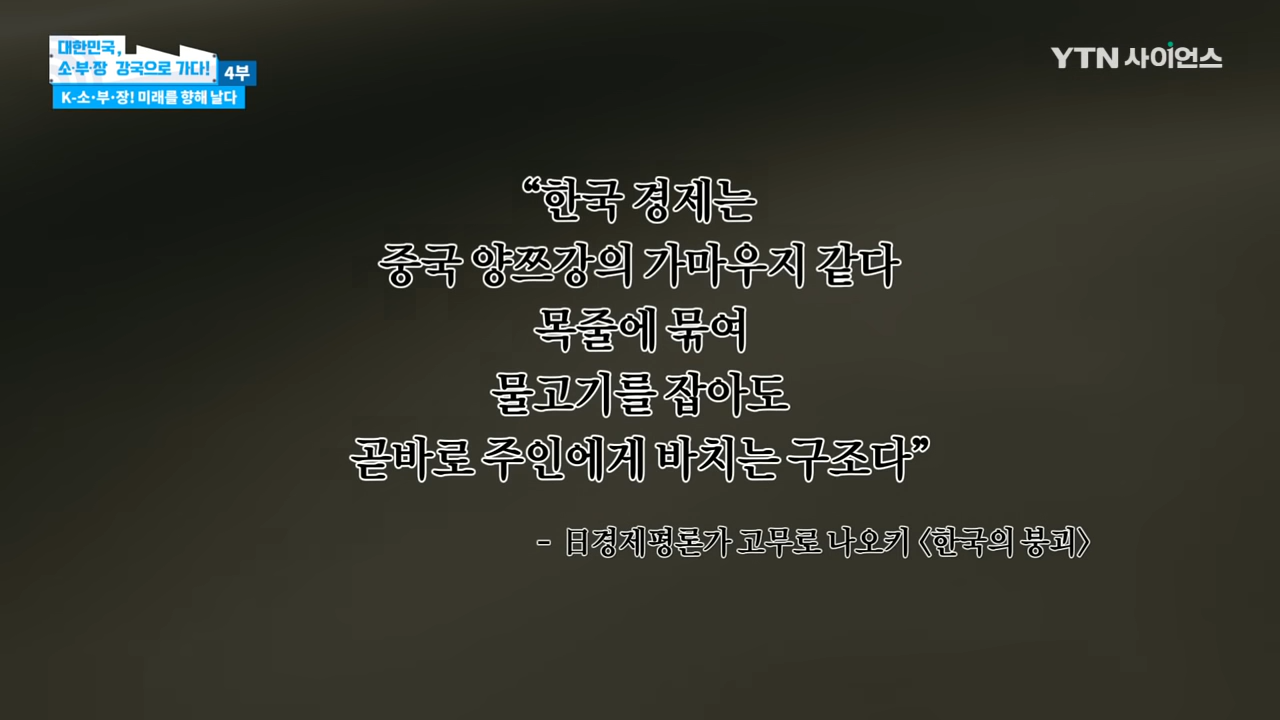 대한민국,
소·부·장 강국으로 가다!
4부
K-소·부·장! 미래를 향해 날다
YTN 사이언스
“한국 경제는
중국 양쯔강의 가마우지 같다
목줄에 묶여
물고기를 잡아도
곧바로 주인에게 바치는 구조다”
- 日경제평론가 고무로 나오키 <한국의 붕괴>